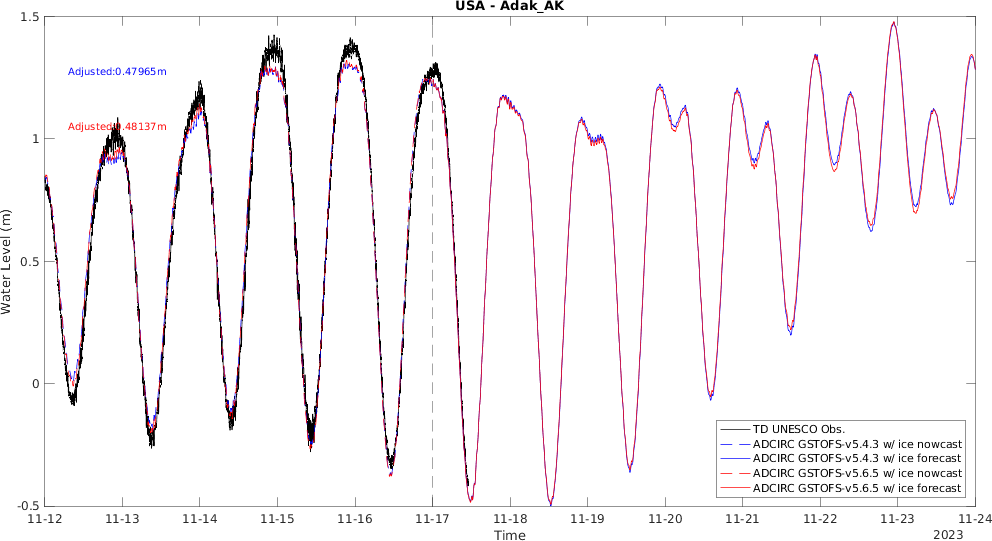 USA - Adak_AK
1.5
1
0.5
0
-0.5
Water Level (m)
Adjusted:0.47965m
Adjusted:0.48137m
TD UNESCO Obs.
ADCIRC GSTOFS-v5.4.3 w/ ice nowcast
ADCIRC GSTOFS-v5.4.3 w/ ice forecast
ADCIRC GSTOFS-v5.6.5 w/ ice nowcast
ADCIRC GSTOFS-v5.6.5 w/ ice forecast
11-12 11-13 11-14 11-15 11-16 11-17 11-18 11-19 11-20 11-21 11-22 11-23 11-24
Time
2023